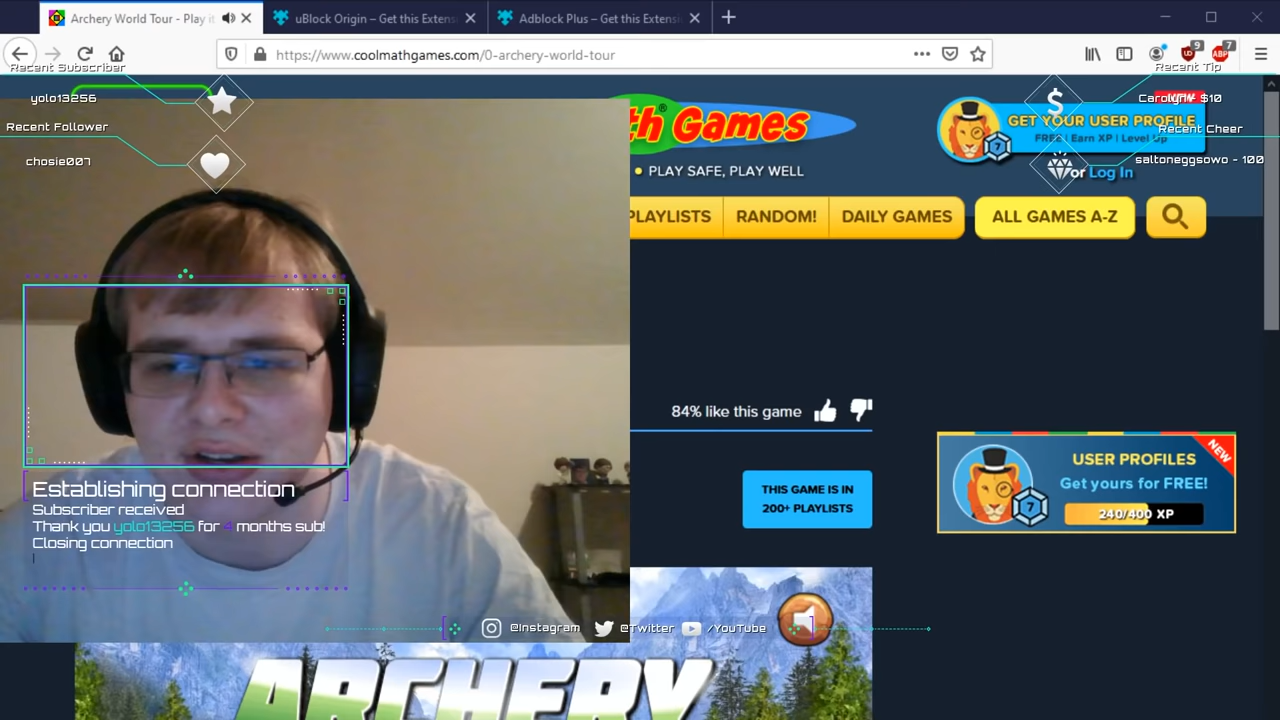 Archery World Tour - Play it
uBlock Origin – Get this Extensi
Adblock Plus – Get this Extensi
https://www.coolmathgames.com/0-archery-world-tour
9
7
Recent Subscriber
yolo13256
Recent Follower
chosie007
Recent Tip
$10
Recent Cheer
saltoneggsowo - 100
th Games
PLAY SAFE, PLAY WELL
NEW
GET YOUR USER PROFILE
FREE | Earn XP | Level Up
7
or Log In
PLAYLISTS
RANDOM!
DAILY GAMES
ALL GAMES A-Z
84% like this game
THIS GAME IS IN
200+ PLAYLISTS
USER PROFILES
Get yours for FREE!
7
240/400 XP
NEW
Establishing connection
Subscriber received
Thank you yolo13256 for 4 months sub!
Closing connection
@Instagram
@Twitter
/YouTube
ARCHERY